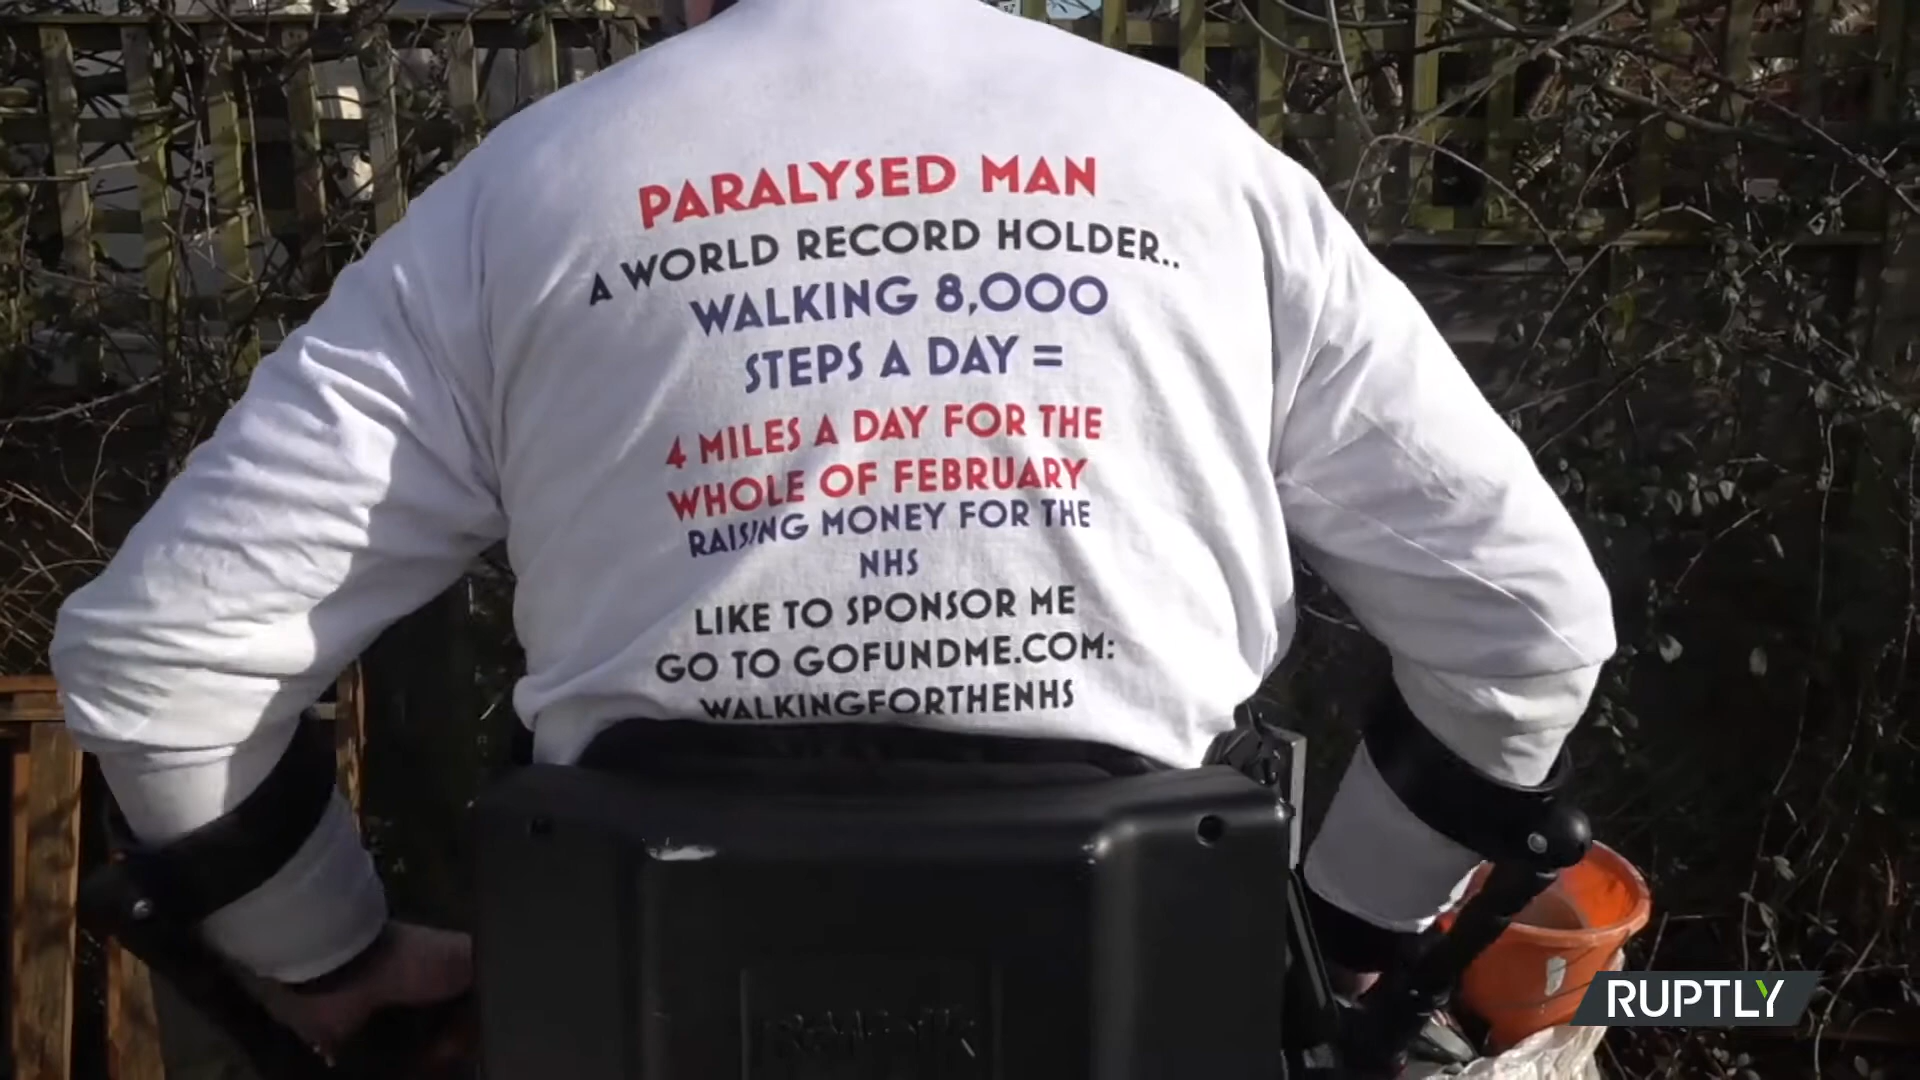 PARALYSED MAN
A WORLD RECORD HOLDER..
WALKING 8,000
STEPS A DAY =
4 MILES A DAY FOR THE
WHOLE OF FEBRUARY
RAISING MONEY FOR THE
NHS
LIKE TO SPONSOR ME
GO TO GOFUNDME.COM:
WALKINGFORTHENHS
RUPTLY